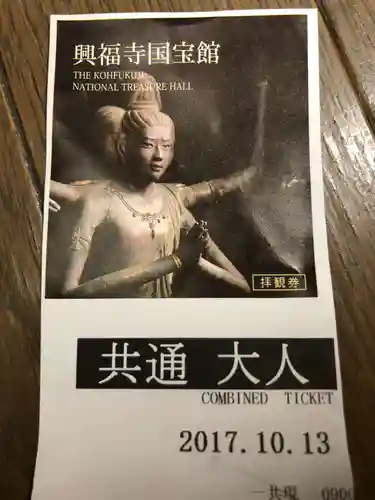 興福寺国宝館
THE KOHFUKUJI
NATIONAL TREASURE HALL
拝観券
共通 大人
COMBINED TICKET
2017.10.13